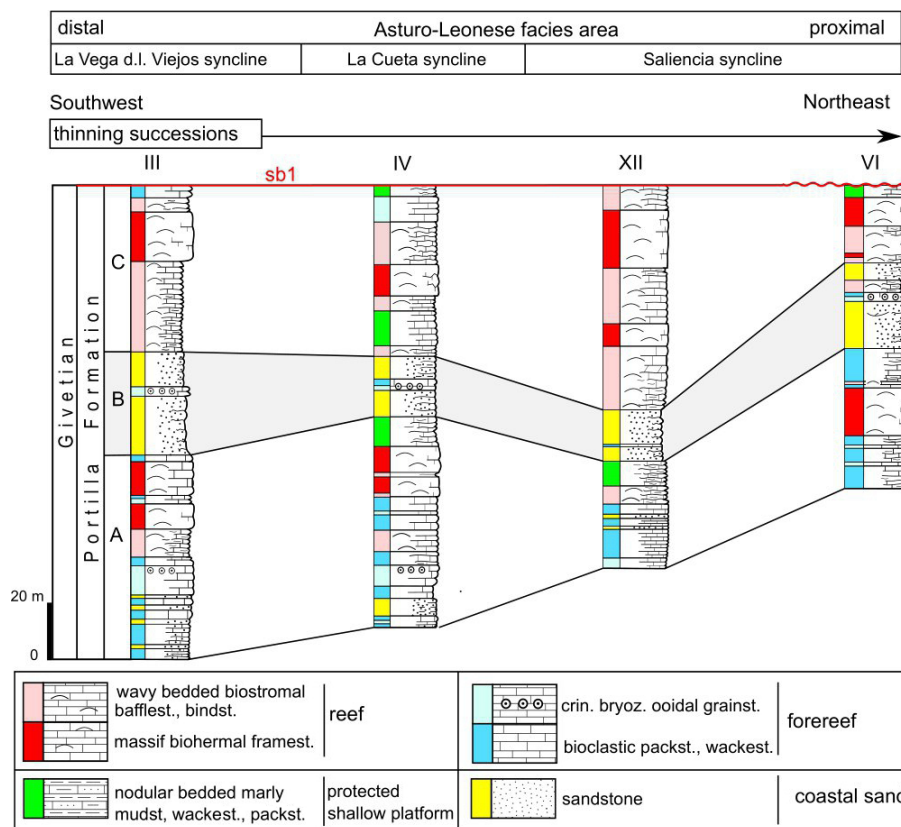 distal Asturo-Leonese facies area proximal
La Vega d.l. Viejos syncline La Cueta syncline Saliencia syncline
Southwest Northeast
thinning successions
III IV XII VI
sb1
Givetian
Portilla Formation
C
B
A
20 m
0
wavy bedded biostromal
bafflest., bindst.
massif biohermal framest.
reef
crin. bryoz. ooidal grainst.
bioclastic packst., wackest.
forereef
nodular bedded marly
mudst, wackest., packst.
protected
shallow platform
sandstone
coastal sand